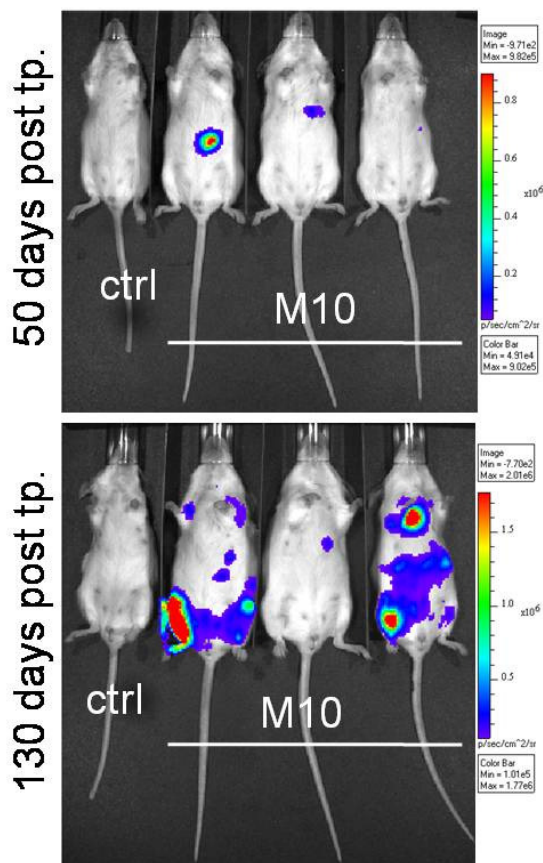 50 days post tp.
ctrl
M10
Image
Min = -9.71e2
Max = 9.82e5
0.8
0.6
x10^6
0.4
0.2
p/sec/cm^2/sr
Color Bar
Min = 4.91e4
Max = 9.02e5
130 days post tp.
ctrl
M10
Image
Min = -7.70e2
Max = 2.01e6
1.5
1.0
x10^6
0.5
p/sec/cm^2/sr
Color Bar
Min = 1.01e5
Max = 1.77e6